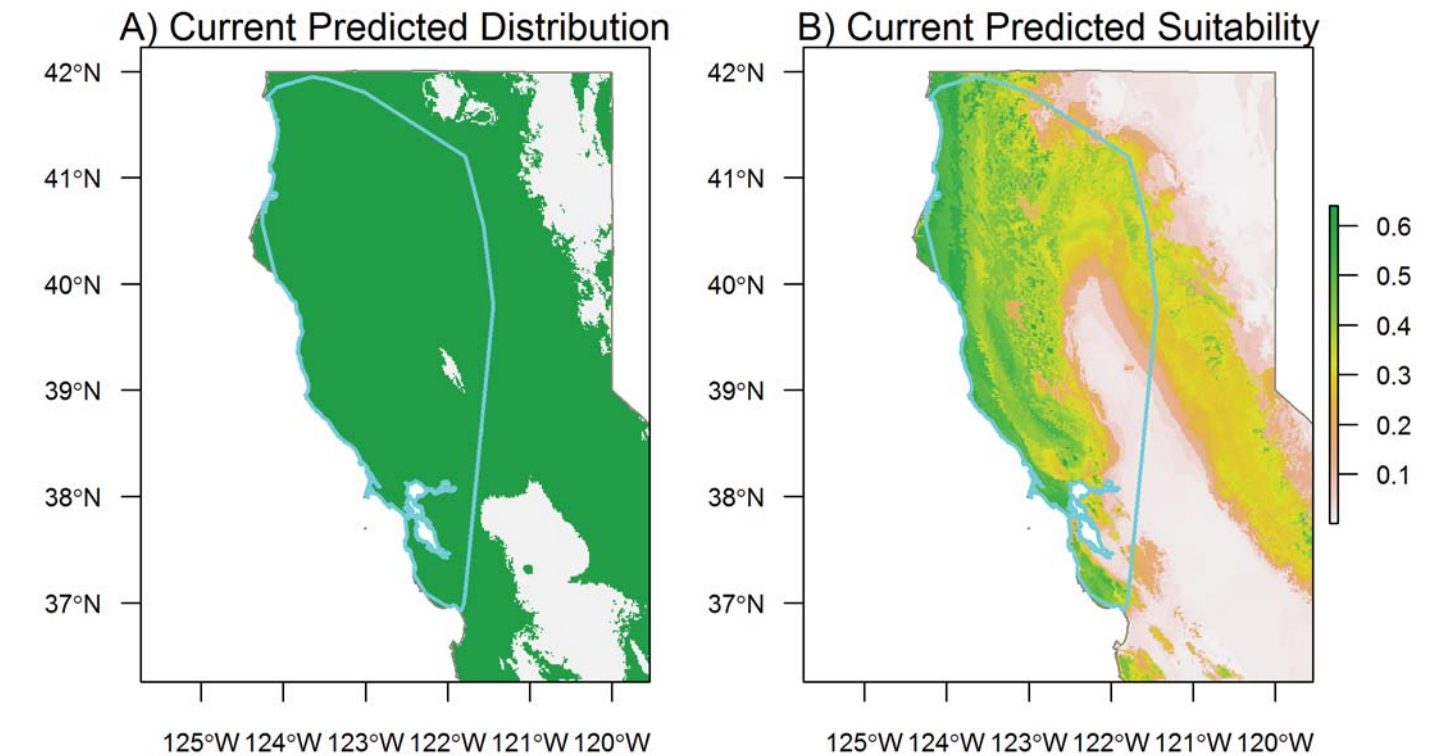 A) Current Predicted Distribution
42°N
41°N
40°N
39°N
38°N
37°N
125°W 124°W 123°W 122°W 121°W 120°W
B) Current Predicted Suitability
42°N
41°N
40°N
39°N
38°N
37°N
125°W 124°W 123°W 122°W 121°W 120°W
0.6
0.5
0.4
0.3
0.2
0.1